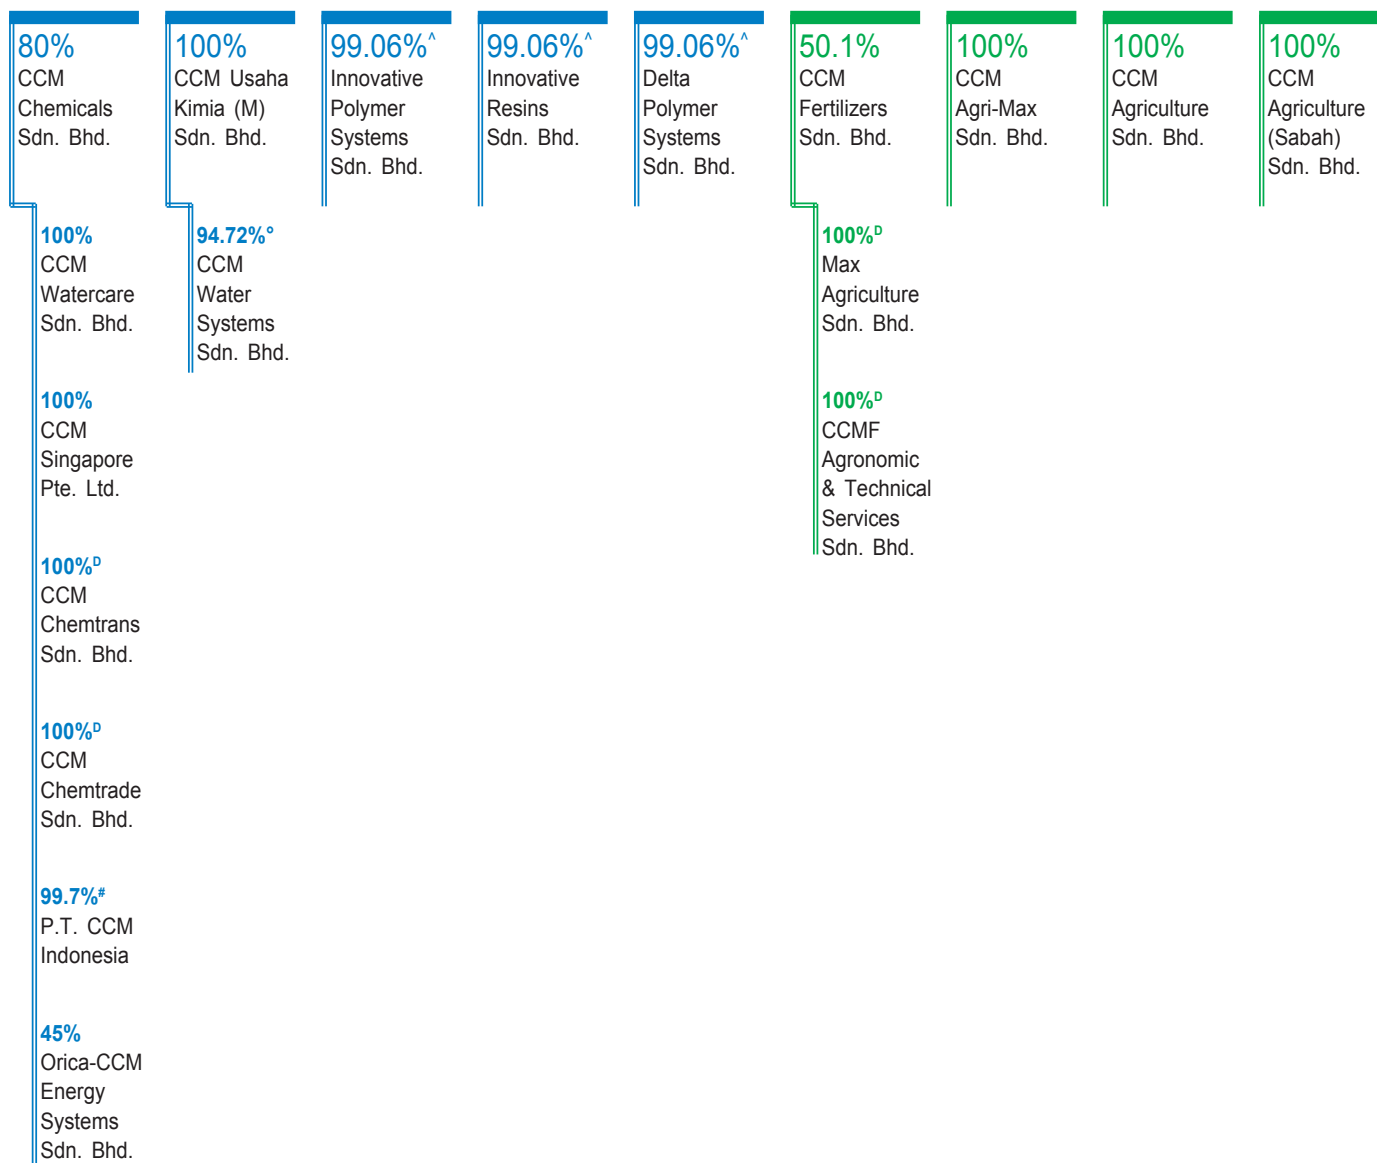 80%
CCM
Chemicals
Sdn. Bhd.
100%
CCM
Watercare
Sdn. Bhd.
100%
CCM
Singapore
Pte. Ltd.
100%ᴰ
CCM
Chemtrans
Sdn. Bhd.
100%ᴰ
CCM
Chemtrade
Sdn. Bhd.
99.7%#
P.T. CCM
Indonesia
45%
Orica-CCM
Energy
Systems
Sdn. Bhd.
100%
CCM Usaha
Kimia (M)
Sdn. Bhd.
94.72%°
CCM
Water
Systems
Sdn. Bhd.
99.06%^
Innovative
Polymer
Systems
Sdn. Bhd.
99.06%^
Innovative
Resins
Sdn. Bhd.
99.06%^
Delta
Polymer
Systems
Sdn. Bhd.
50.1%
CCM
Fertilizers
Sdn. Bhd.
100%ᴰ
Max
Agriculture
Sdn. Bhd.
100%ᴰ
CCMF
Agronomic
& Technical
Services
Sdn. Bhd.
100%
CCM
Agri-Max
Sdn. Bhd.
100%
CCM
Agriculture
Sdn. Bhd.
100%
CCM
Agriculture
(Sabah)
Sdn. Bhd.